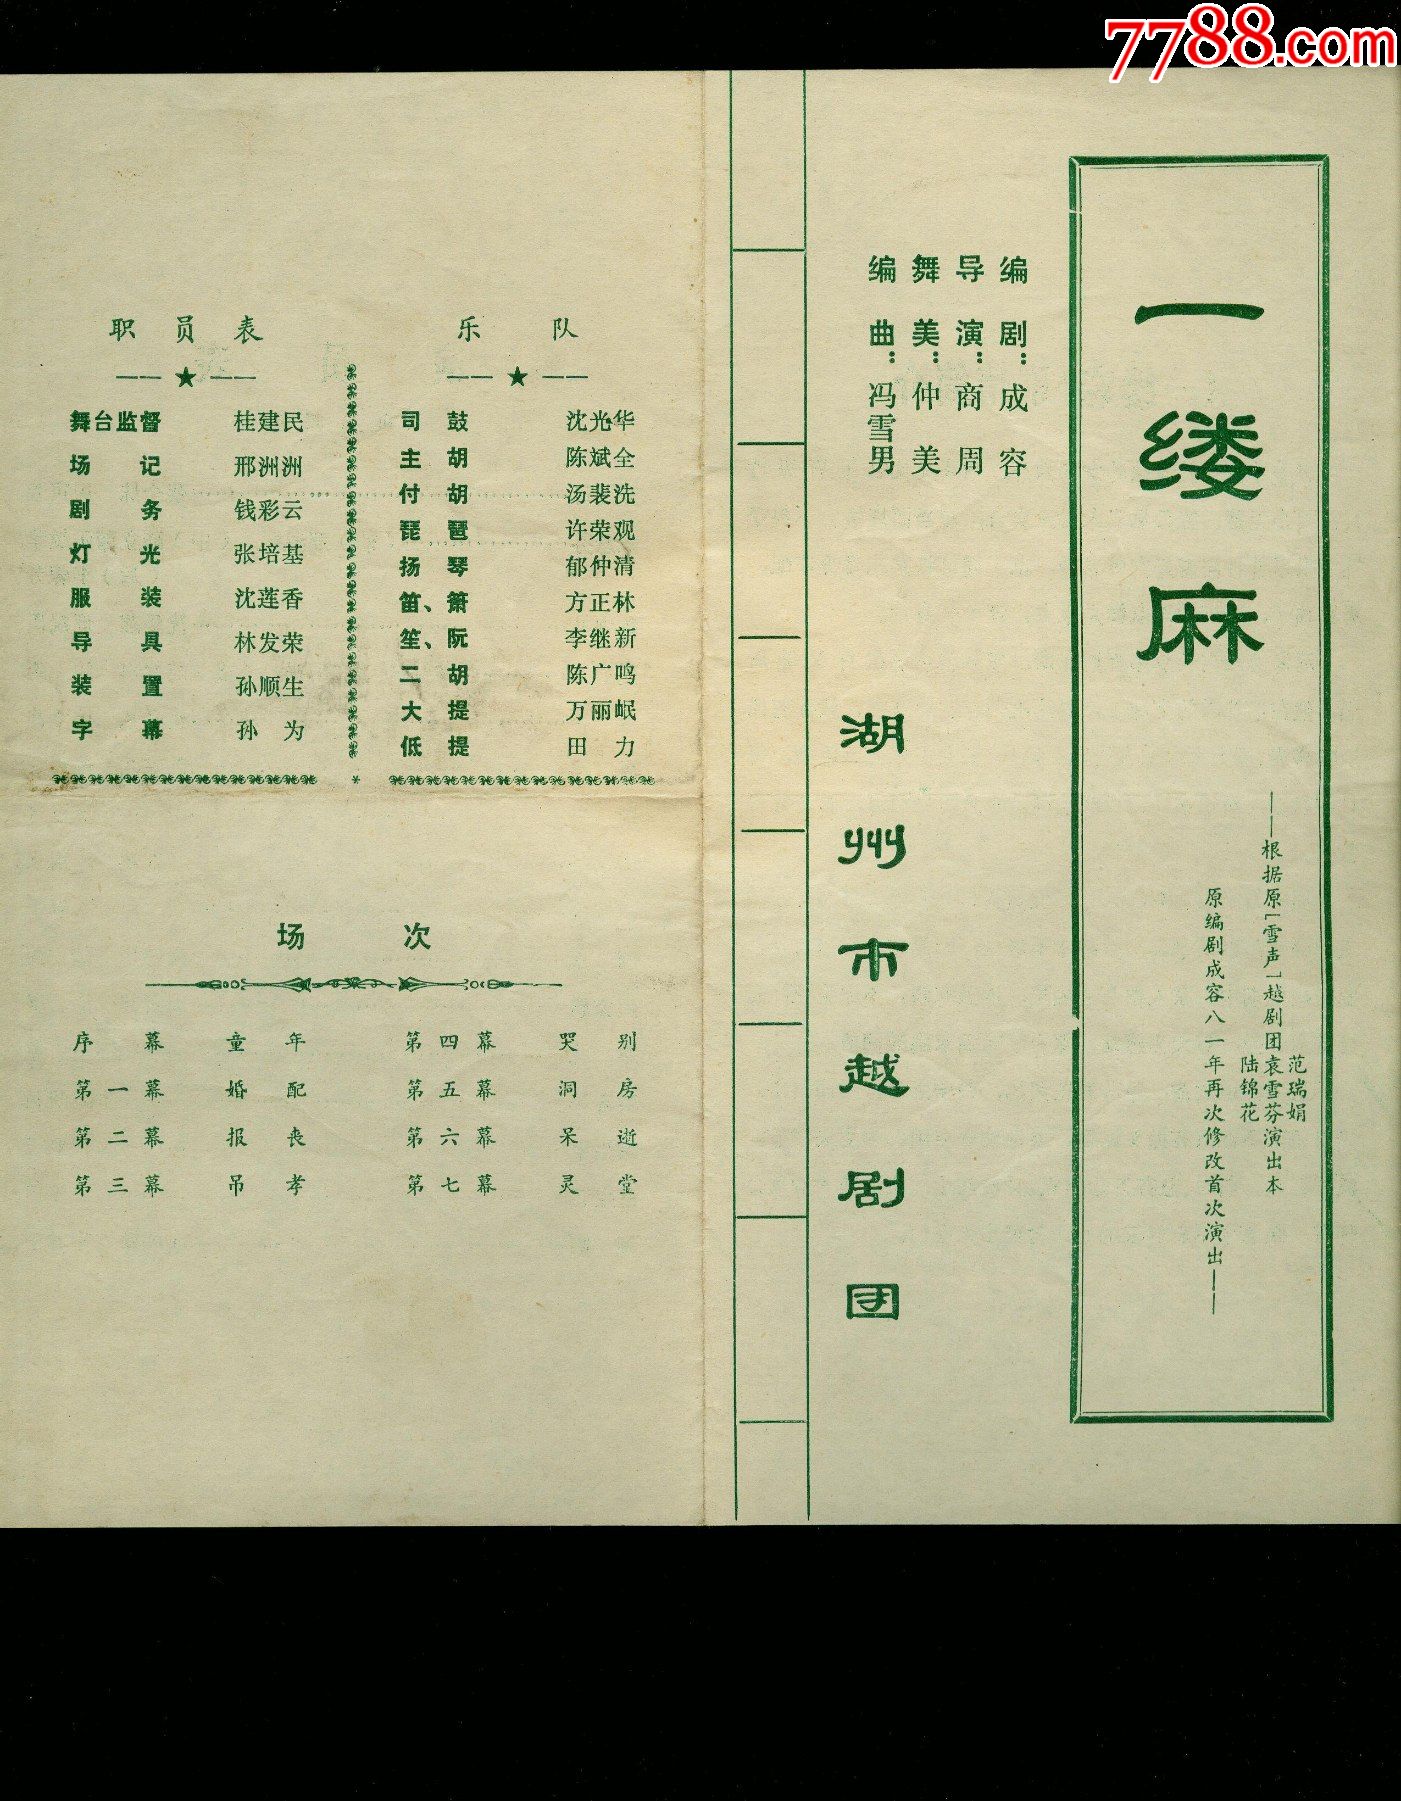 7788.com
一缕麻
——根据原「雪声」越剧团袁雪芬演出本
范瑞娟
陆锦花
原编剧成容八一年再次修改首次演出——
编剧：成容
导演：商周
舞美：仲美
编曲：冯雪男
湖州市越剧团
职员表
——★——
舞台监督 桂建民
场记 邢洲洲
剧务 钱彩云
灯光 张培基
服装 沈莲香
导具 林发荣
装置 孙顺生
字幕 孙为
乐队
——★——
司鼓 沈光华
主胡 陈斌全
付胡 汤裴洗
琵琶 许荣观
扬琴 郁仲清
笛、箫 方正林
笙、阮 李继新
二胡 陈广鸣
大提 万丽岷
低提 田力
场次
序幕 童年
第一幕 婚配
第二幕 报丧
第三幕 吊孝
第四幕 哭别
第五幕 洞房
第六幕 呆逝
第七幕 灵堂